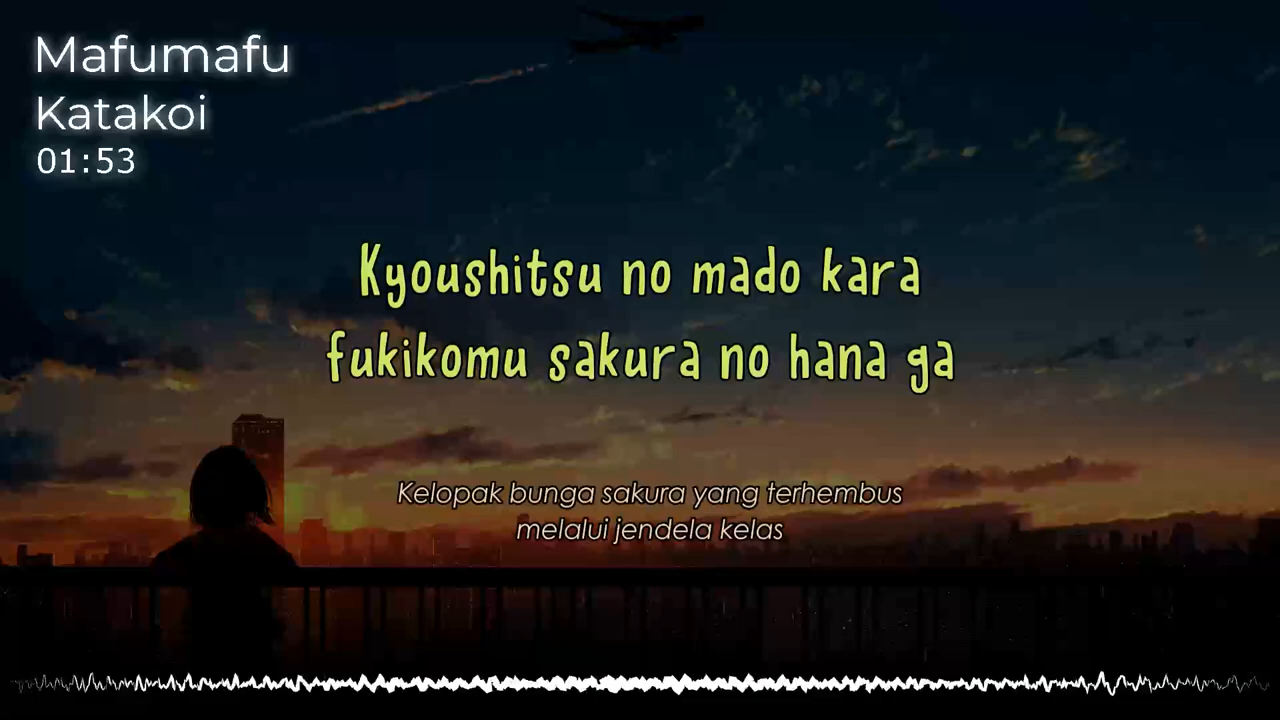 Mafumafu
Katakoi
01:53
Kyoushitsu no mado kara
fukikomu sakura no hana ga
Kelopak bunga sakura yang terhembus
melalui jendela kelas